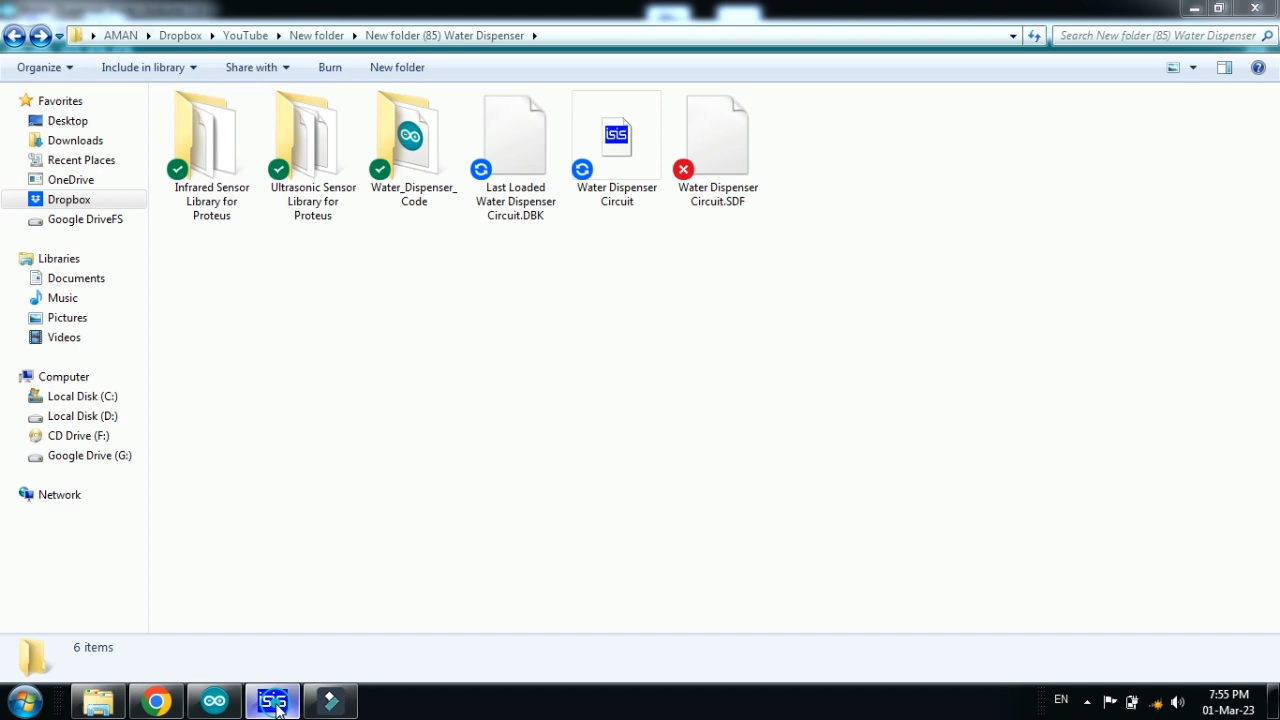 AMAN
Dropbox
YouTube
New folder
New folder (85) Water Dispenser
Search New folder (85) Water Dispenser
Organize
Include in library
Share with
Burn
New folder
Favorites
Desktop
Downloads
Recent Places
OneDrive
Dropbox
Google DriveFS
Libraries
Documents
Music
Pictures
Videos
Computer
Local Disk (C:)
Local Disk (D:)
CD Drive (F:)
Google Drive (G:)
Network
Infrared Sensor
Library for
Proteus
Ultrasonic Sensor
Library for
Proteus
Water_Dispenser_
Code
Last Loaded
Water Dispenser
Circuit.DBK
isis
Water Dispenser
Circuit
Water Dispenser
Circuit.SDF
6 items
isis
EN
7:55 PM
01-Mar-23